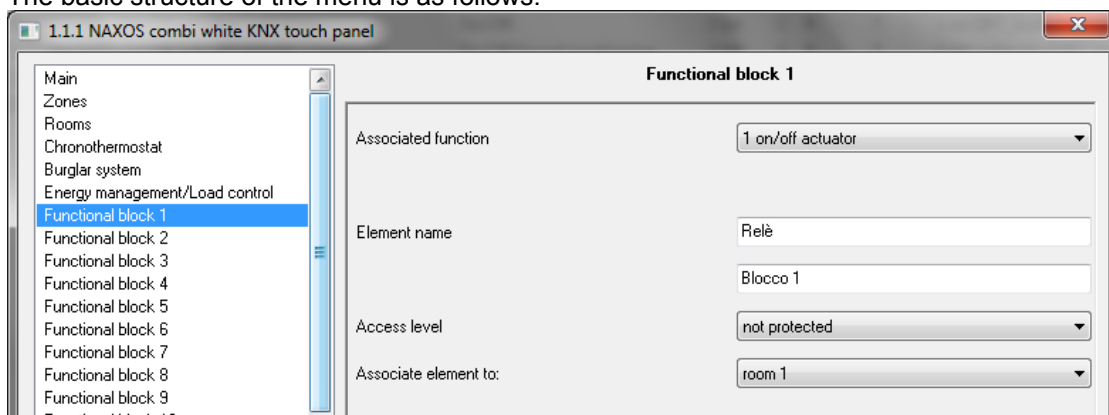 The basic structure of the menu is as follows:
1.1.1 NAXOS combi white KNX touch panel
Main
Zones
Rooms
Chronothermostat
Burglar system
Energy management/Load control
Functional block 1
Functional block 2
Functional block 3
Functional block 4
Functional block 5
Functional block 6
Functional block 7
Functional block 8
Functional block 9
Functional block 1
Associated function
1 on/off actuator
Element name
Relè
Blocco 1
Access level
not protected
Associate element to:
room 1